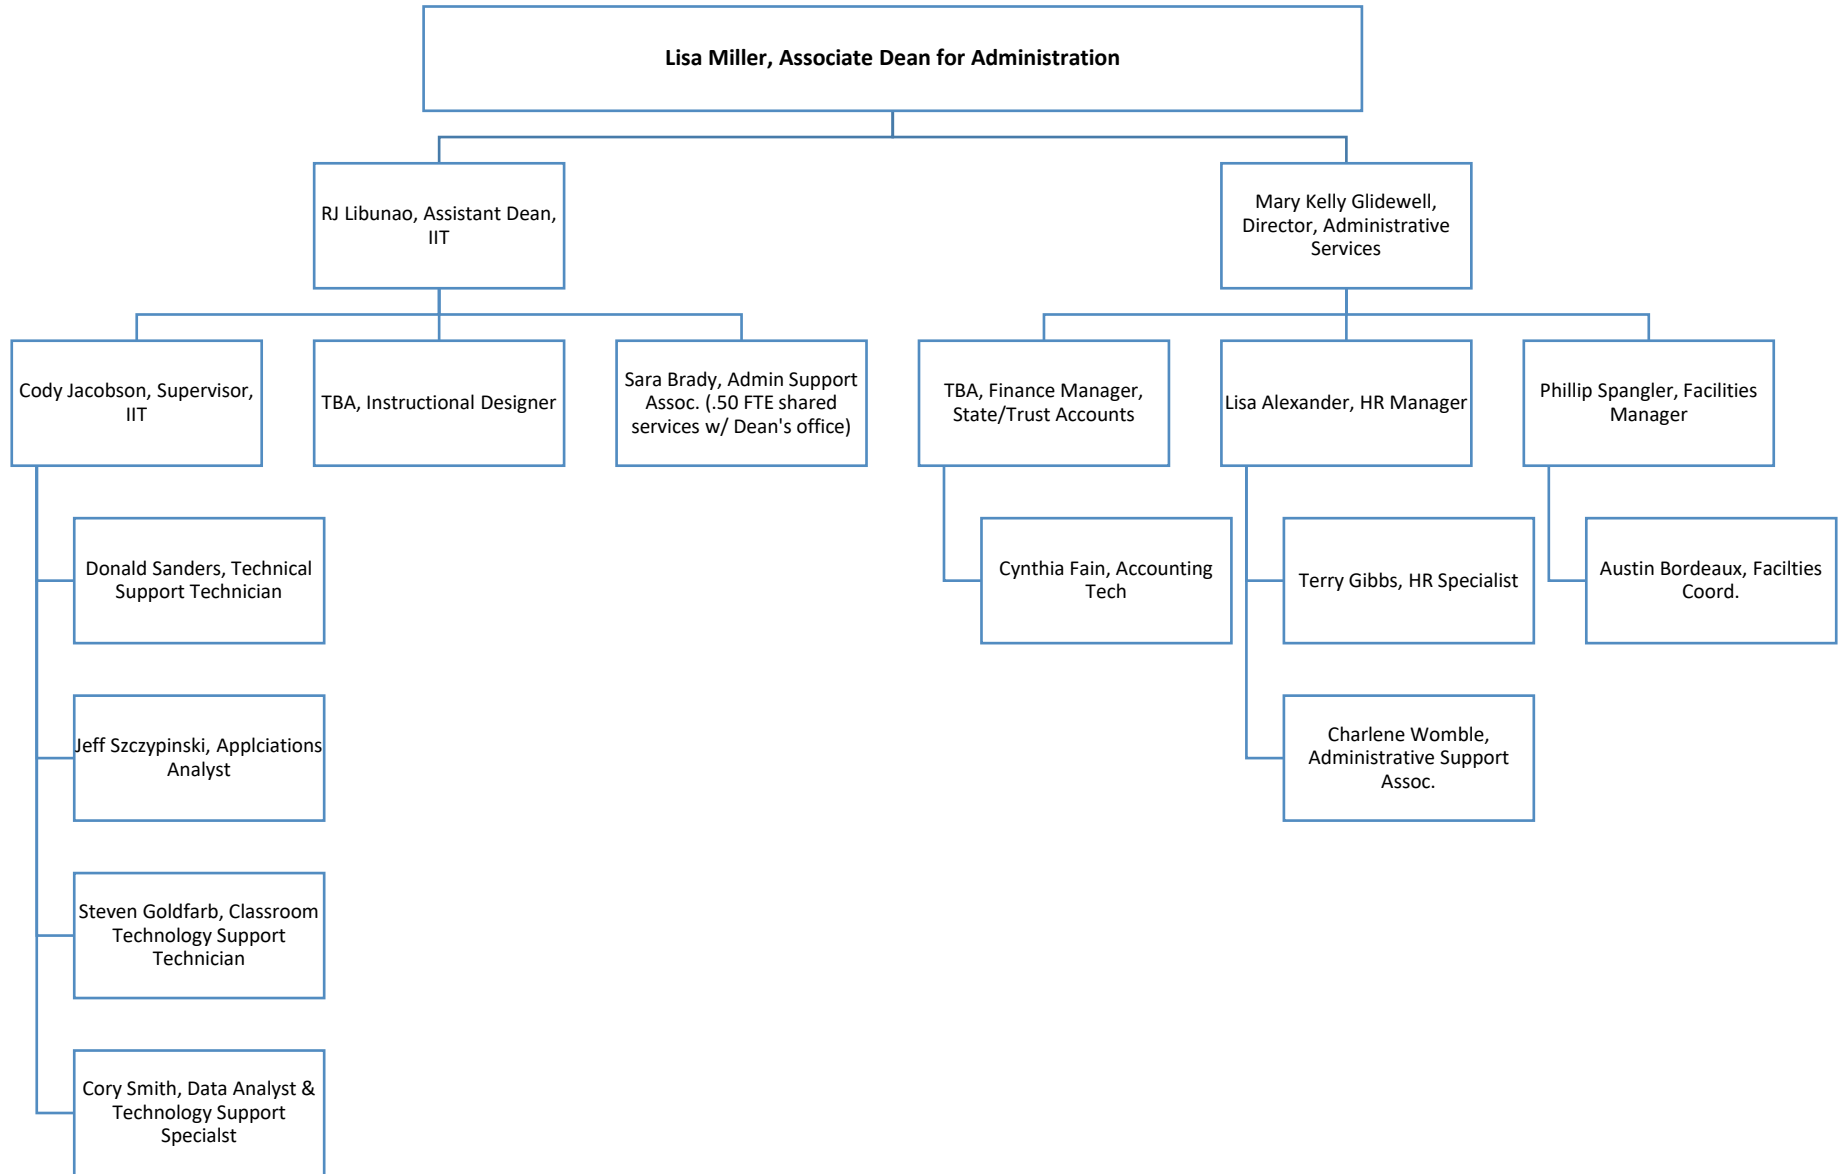 Lisa Miller, Associate Dean for Administration
RJ Libunao, Assistant Dean,
IIT
Mary Kelly Glidewell,
Director, Administrative
Services
Cody Jacobson, Supervisor,
IIT
TBA, Instructional Designer
Sara Brady, Admin Support
Assoc. (.50 FTE shared
services w/ Dean's office)
TBA, Finance Manager,
State/Trust Accounts
Lisa Alexander, HR Manager
Phillip Spangler, Facilities
Manager
Donald Sanders, Technical
Support Technician
Cynthia Fain, Accounting
Tech
Terry Gibbs, HR Specialist
Austin Bordeaux, Facilties
Coord.
Jeff Szczypinski, Applciations
Analyst
Charlene Womble,
Administrative Support
Assoc.
Steven Goldfarb, Classroom
Technology Support
Technician
Cory Smith, Data Analyst &
Technology Support
Specialst